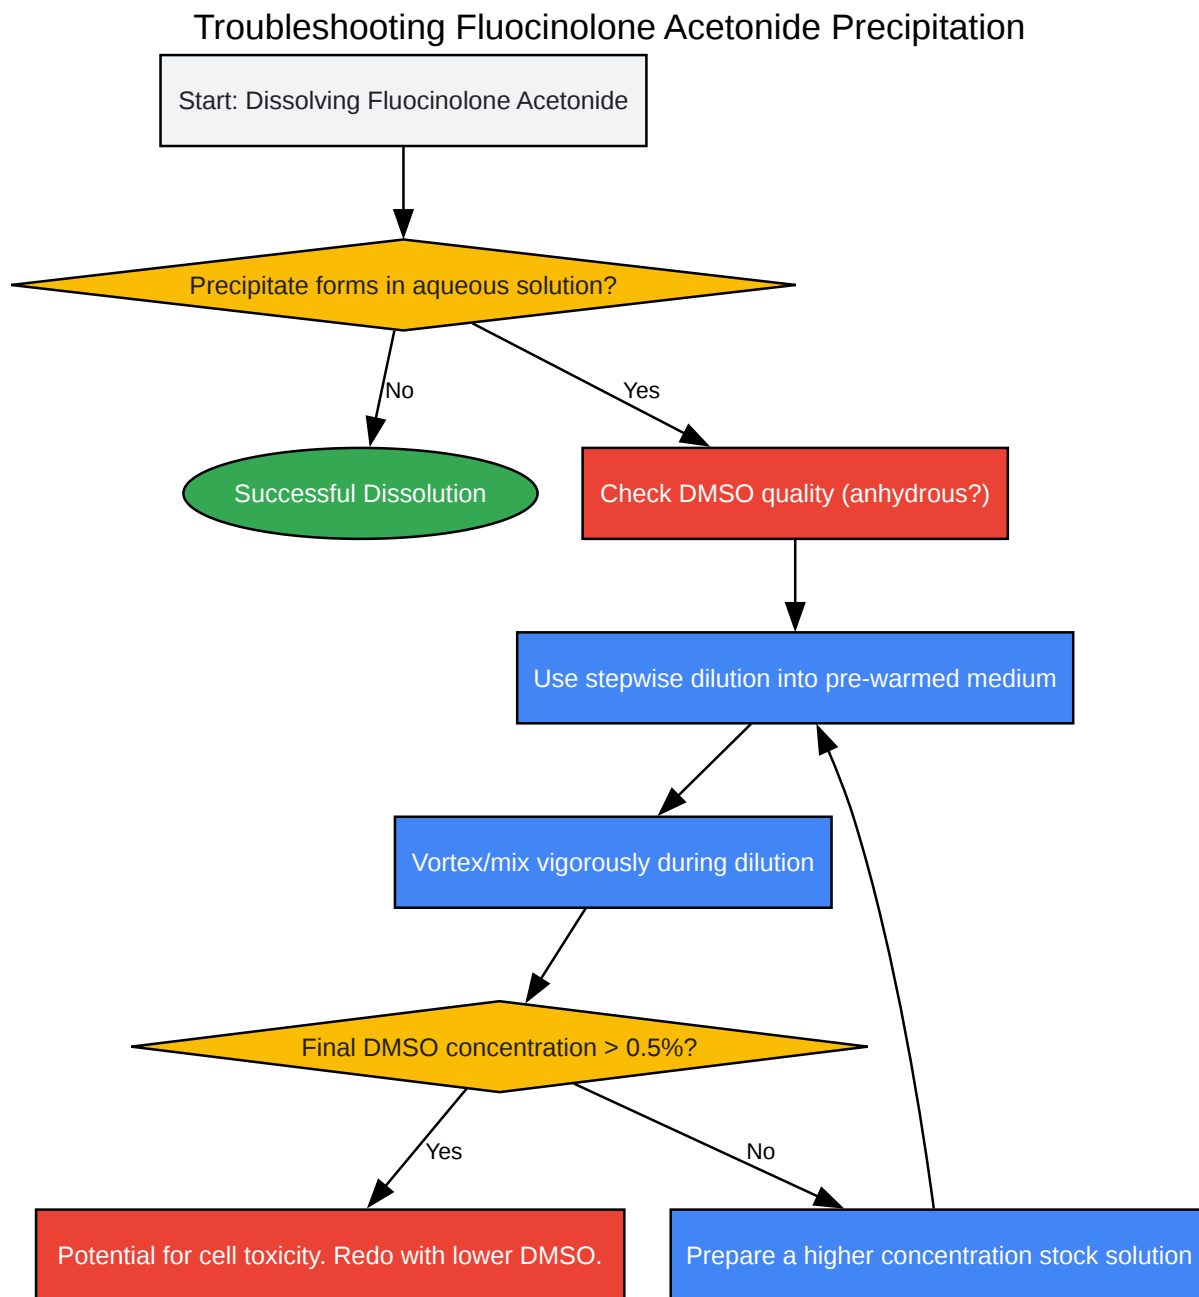 Troubleshooting Fluocinolone Acetonide Precipitation
Start: Dissolving Fluocinolone Acetonide
Precipitate forms in aqueous solution?
No
Yes
Successful Dissolution
Check DMSO quality (anhydrous?)
Use stepwise dilution into pre-warmed medium
Vortex/mix vigorously during dilution
Final DMSO concentration > 0.5%?
Yes
No
Potential for cell toxicity. Redo with lower DMSO.
Prepare a higher concentration stock solution